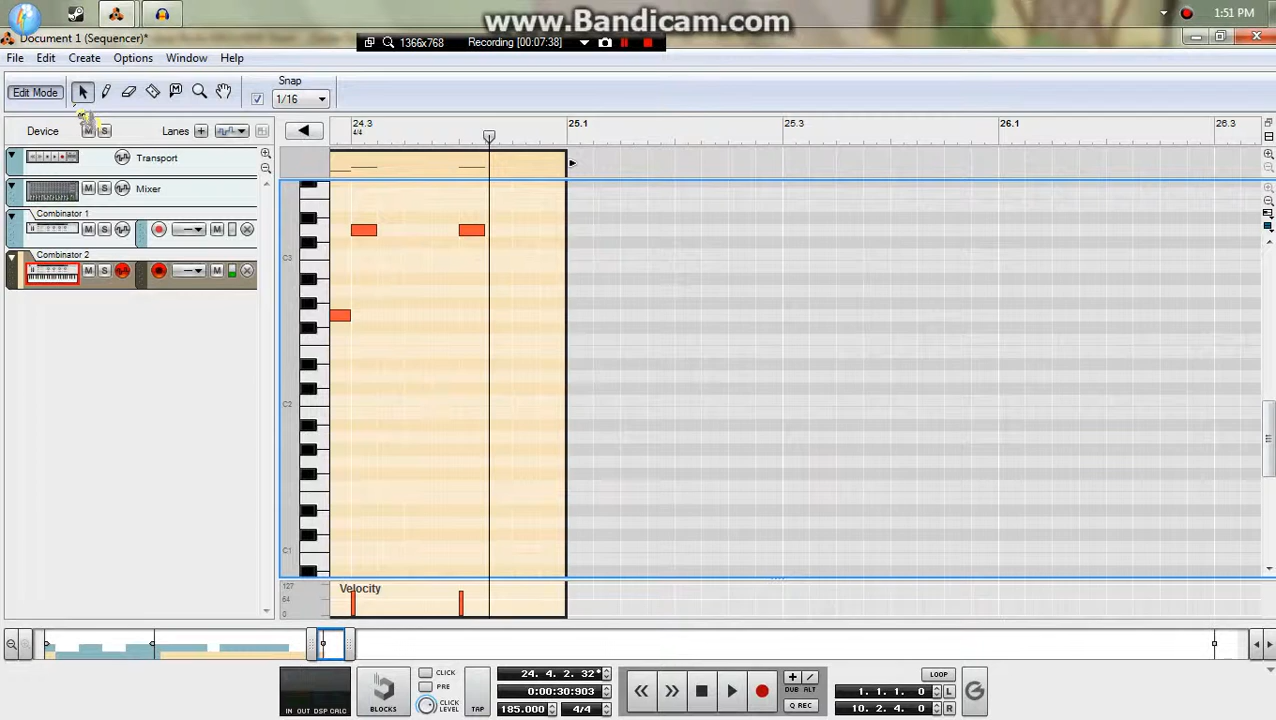 www.Bandicam.com
1:51 PM
Document 1 (Sequencer)*
1366x768 Recording [00:07:38]
File Edit Create Options Window Help
Edit Mode
Snap
1/16
Device M S Lanes
24.3 25.1 25.3 26.1 26.3
4/4
Transport
M S Mixer
Combinator 1
M S
Combinator 2
M S
C3
C2
C1
127
64
0
Velocity
IN OUT DSP CALC
BLOCKS
CLICK
PRE
CLICK LEVEL
TAP
24. 4. 2. 32*
0:00:30:903
185.000 4/4
DUB ALT
Q REC
LOOP
1. 1. 1. 0 L
10. 2. 4. 0 R